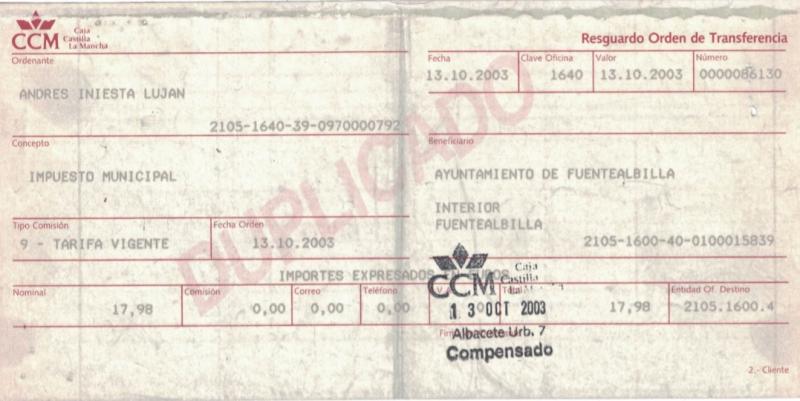 CCM Caja Castilla La Mancha
Resguardo Orden de Transferencia
Ordenante
ANDRES INIESTA LUJAN
2105-1640-39-0970000792
Fecha Clave Oficina Valor Número
13.10.2003 1640 13.10.2003 0000086130
Concepto
IMPUESTO MUNICIPAL
Beneficiario
AYUNTAMIENTO DE FUENTEALBILLA
INTERIOR
FUENTEALBILLA
2105-1600-40-0100015839
DUPLICADO
Tipo Comisión Fecha Orden
9 - TARIFA VIGENTE 13.10.2003
IMPORTES EXPRESADOS EN EUROS
Nominal Comisión Correo Teléfono Entidad Of. Destino
17,98 0,00 0,00 0,00 17,98 2105.1600.4
CCM Caja Castilla
13 OCT 2003
Albacete Urb. 7
Compensado
2.- Cliente